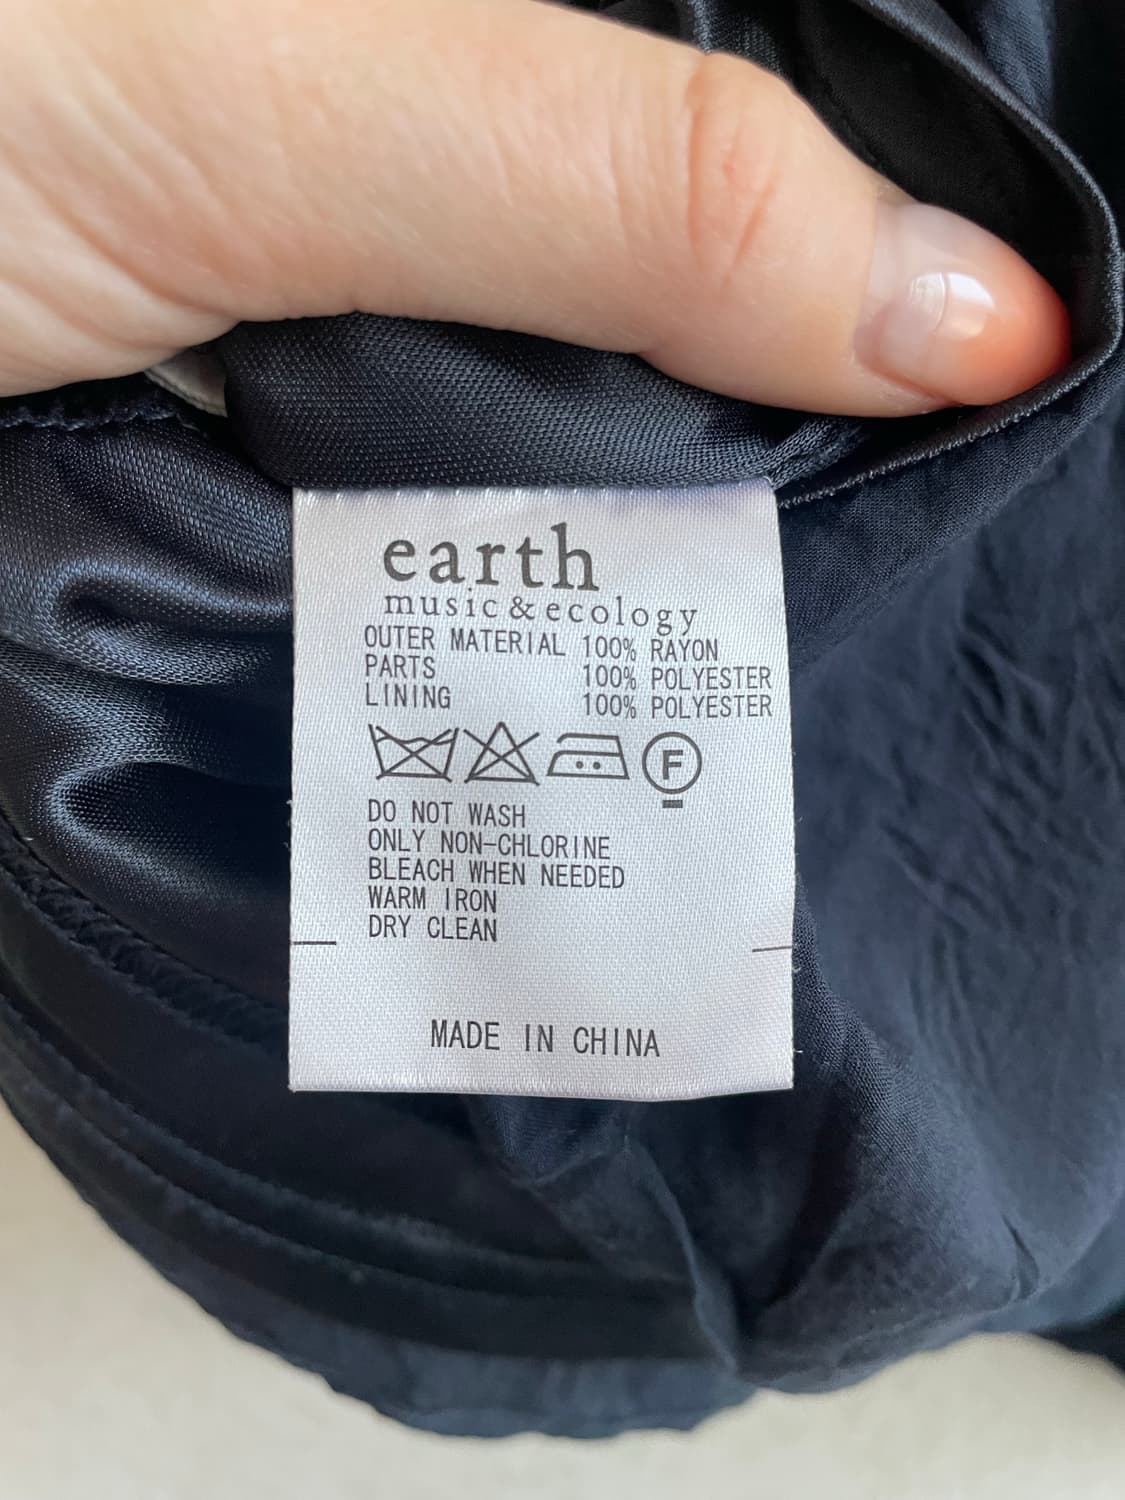 earth
music & ecology
OUTER MATERIAL 100% RAYON
PARTS 100% POLYESTER
LINING 100% POLYESTER
F
DO NOT WASH
ONLY NON-CHLORINE
BLEACH WHEN NEEDED
WARM IRON
DRY CLEAN
MADE IN CHINA